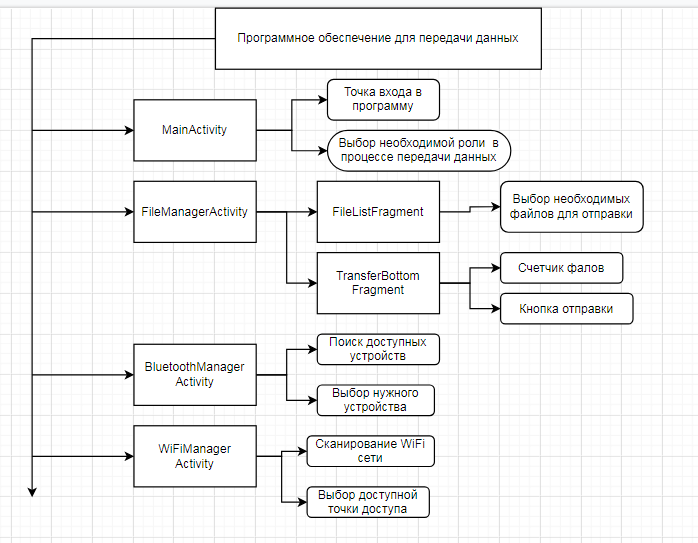 Программное обеспечение для передачи данных
MainActivity
Точка входа в
программу
Выбор необходимой роли в
процессе передачи данных
FileManagerActivity
FileListFragment
Выбор необходимых
файлов для отправки
TransferBottom
Fragment
Счетчик фалов
Кнопка отправки
BluetoothManager
Activity
Поиск доступных
устройств
Выбор нужного
устройства
WiFiManager
Activity
Сканирование WiFi
сети
Выбор доступной
точки доступа